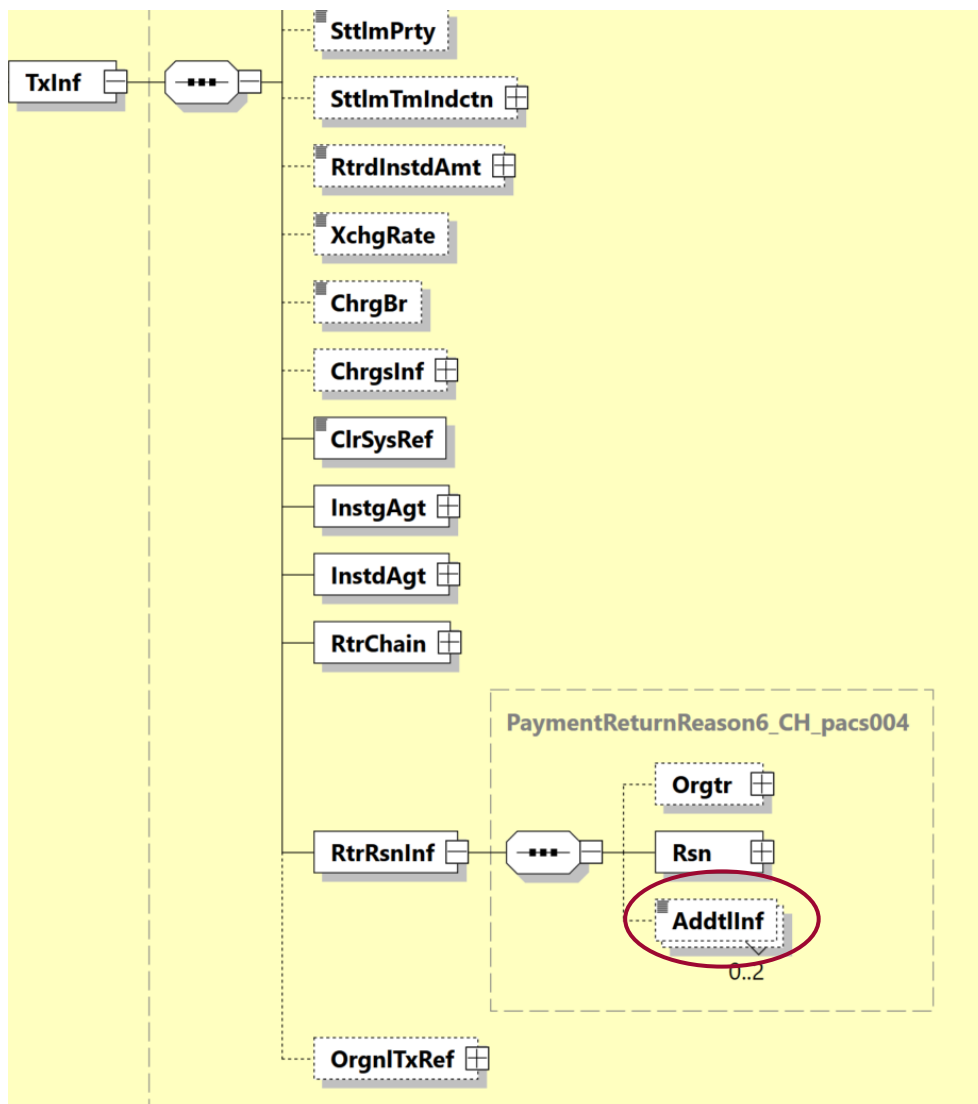 SttlmPrty
TxInf
SttlmTmIndctn
RtrdInstdAmt
XchgRate
ChrgBr
ChrgsInf
ClrSysRef
InstgAgt
InstdAgt
RtrChain
PaymentReturnReason6_CH_pacs004
Orgtr
RtrRsnInf
Rsn
AddtlInf
0..2
OrgnlTxRef